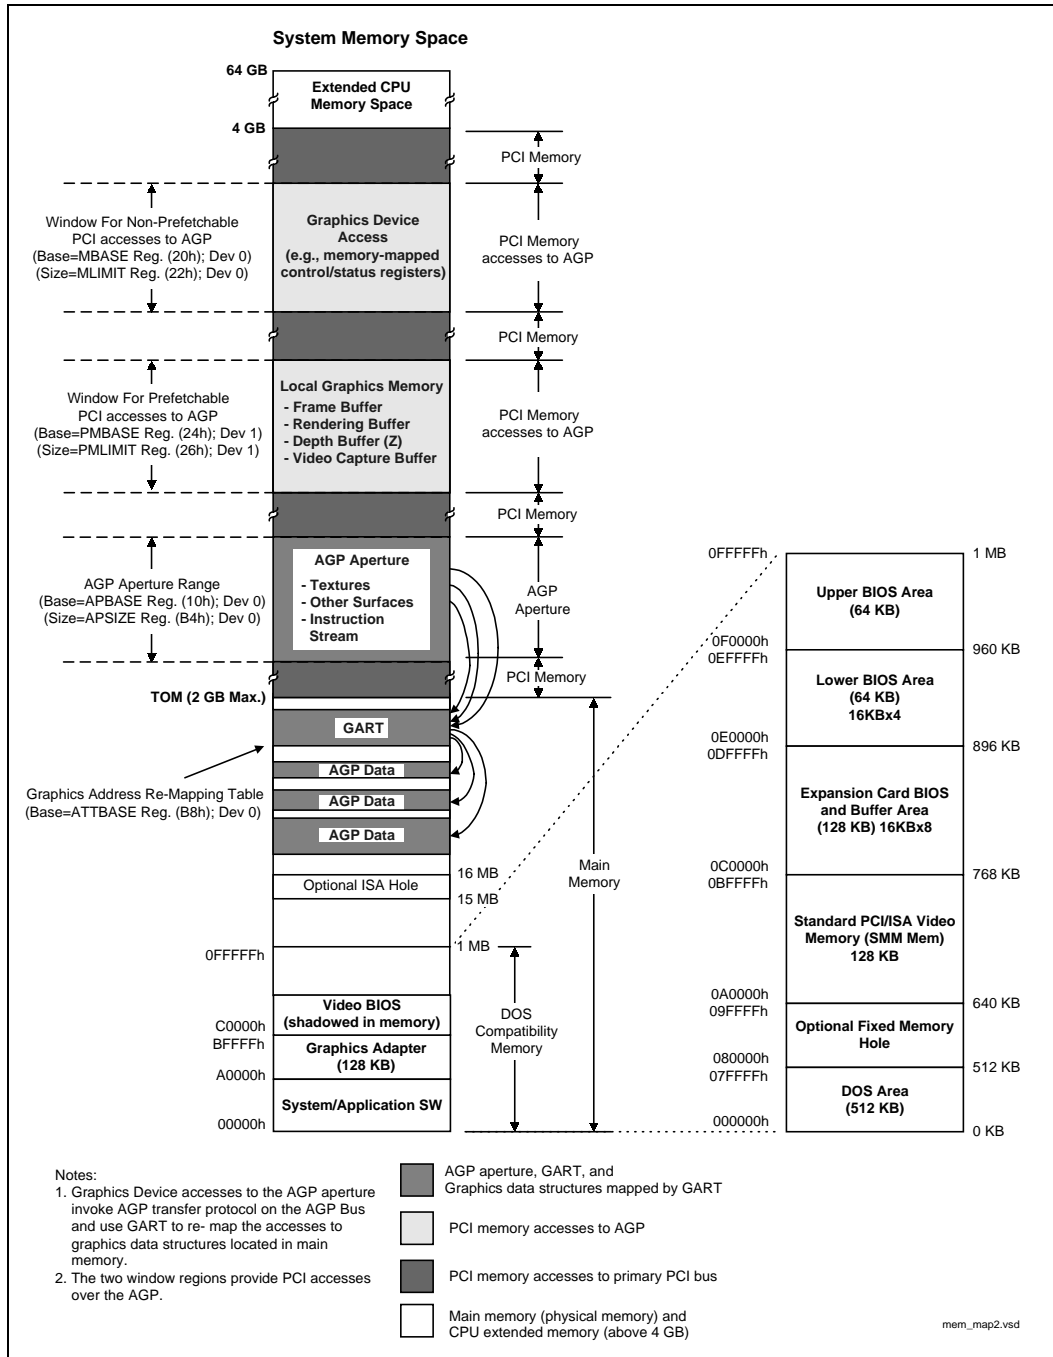 System Memory Space
64 GB
Extended CPU
Memory Space
4 GB
PCI Memory
Window For Non-Prefetchable
PCI accesses to AGP
(Base=MBASE Reg. (20h); Dev 0)
(Size=MLIMIT Reg. (22h); Dev 0)
Graphics Device
Access
(e.g., memory-mapped
control/status registers)
PCI Memory
accesses to AGP
PCI Memory
Window For Prefetchable
PCI accesses to AGP
(Base=PMBASE Reg. (24h); Dev 1)
(Size=PMLIMIT Reg. (26h); Dev 1)
Local Graphics Memory
- Frame Buffer
- Rendering Buffer
- Depth Buffer (Z)
- Video Capture Buffer
PCI Memory
accesses to AGP
PCI Memory
AGP Aperture Range
(Base=APBASE Reg. (10h); Dev 0)
(Size=APSIZE Reg. (B4h); Dev 0)
AGP Aperture
- Textures
- Other Surfaces
- Instruction
Stream
AGP
Aperture
PCI Memory
TOM (2 GB Max.)
GART
AGP Data
AGP Data
AGP Data
Graphics Address Re-Mapping Table
(Base=ATTBASE Reg. (B8h); Dev 0)
Main
Memory
16 MB
Optional ISA Hole
15 MB
1 MB
0FFFFFh
Video BIOS
(shadowed in memory)
C0000h
BFFFFh
Graphics Adapter
(128 KB)
A0000h
System/Application SW
00000h
DOS
Compatibility
Memory
0FFFFFh
1 MB
Upper BIOS Area
(64 KB)
0F0000h
0EFFFFh
960 KB
Lower BIOS Area
(64 KB)
16KBx4
0E0000h
0DFFFFh
896 KB
Expansion Card BIOS
and Buffer Area
(128 KB) 16KBx8
0C0000h
0BFFFFh
768 KB
Standard PCI/ISA Video
Memory (SMM Mem)
128 KB
0A0000h
09FFFFh
640 KB
Optional Fixed Memory
Hole
080000h
07FFFFh
512 KB
DOS Area
(512 KB)
000000h
0 KB
Notes:
1. Graphics Device accesses to the AGP aperture
invoke AGP transfer protocol on the AGP Bus
and use GART to re- map the accesses to
graphics data structures located in main
memory.
2. The two window regions provide PCI accesses
over the AGP.
AGP aperture, GART, and
Graphics data structures mapped by GART
PCI memory accesses to AGP
PCI memory accesses to primary PCI bus
Main memory (physical memory) and
CPU extended memory (above 4 GB)
mem_map2.vsd